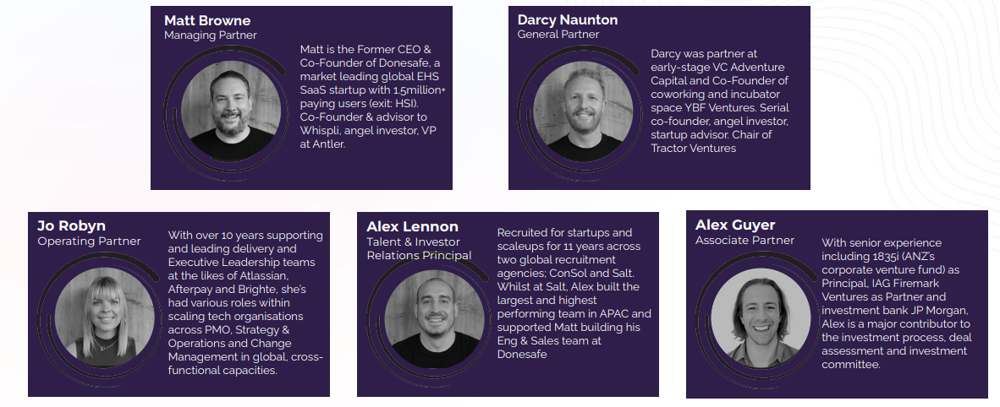 Matt Browne
Managing Partner
Matt is the Former CEO &
Co-Founder of Donesafe, a
market leading global EHS
SaaS startup with 1.5million+
paying users (exit: HSI).
Co-Founder & advisor to
Whispli, angel investor, VP
at Antler.
Darcy Naunton
General Partner
Darcy was partner at
early-stage VC Adventure
Capital and Co-Founder of
coworking and incubator
space YBF Ventures. Serial
co-founder, angel investor,
startup advisor. Chair of
Tractor Ventures
Jo Robyn
Operating Partner
With over 10 years supporting
and leading delivery and
Executive Leadership teams
at the likes of Atlassian,
Afterpay and Brighte, she's
had various roles within
scaling tech organisations
across PMO, Strategy &
Operations and Change
Management in global, cross-
functional capacities.
Alex Lennon
Talent & Investor
Relations Principal
Recruited for startups and
scaleups for 11 years across
two global recruitment
agencies; ConSol and Salt.
Whilst at Salt, Alex built the
largest and highest
performing team in APAC and
supported Matt building his
Eng & Sales team at
Donesafe
Alex Guyer
Associate Partner
With senior experience
including 1835i (ANZ's
corporate venture fund) as
Principal, IAG Firemark
Ventures as Partner and
investment bank JP Morgan,
Alex is a major contributor to
the investment process, deal
assessment and investment
committee.